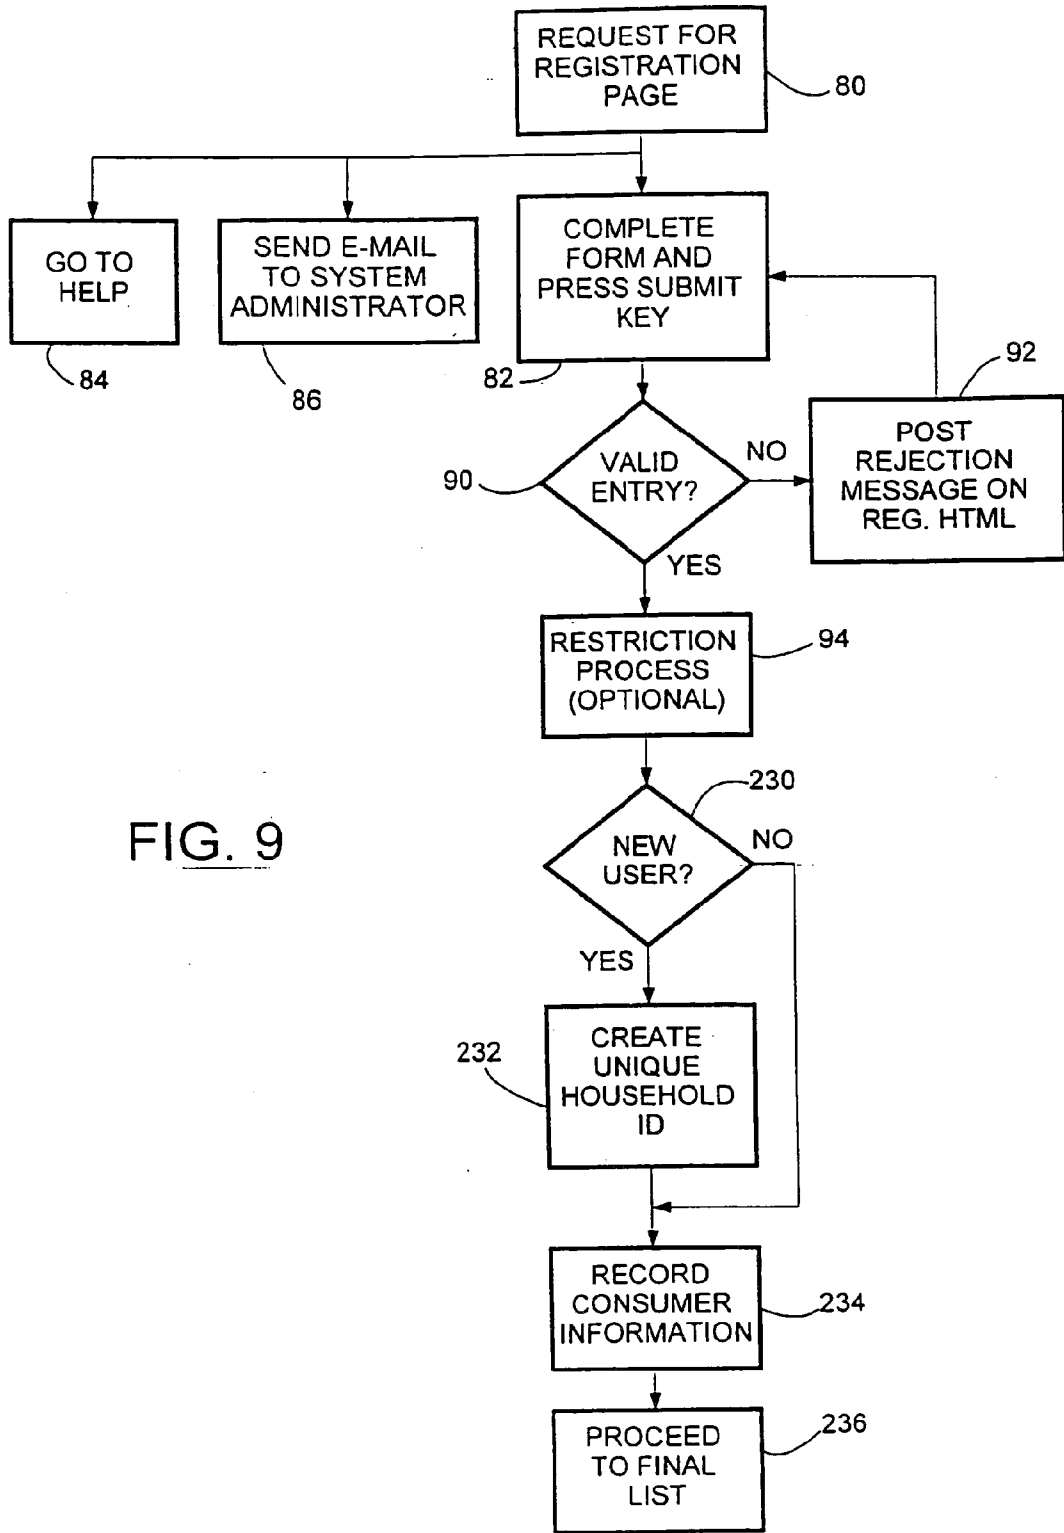 REQUEST FOR
REGISTRATION
PAGE
80
GO TO
HELP
84
SEND E-MAIL
TO SYSTEM
ADMINISTRATOR
86
COMPLETE
FORM AND
PRESS SUBMIT
KEY
82
92
POST
REJECTION
MESSAGE ON
REG. HTML
VALID
ENTRY?
90
NO
YES
RESTRICTION
PROCESS
(OPTIONAL)
94
FIG. 9
230
NEW
USER?
NO
YES
CREATE
UNIQUE
HOUSEHOLD
ID
232
RECORD
CONSUMER
INFORMATION
234
PROCEED
TO FINAL
LIST
236